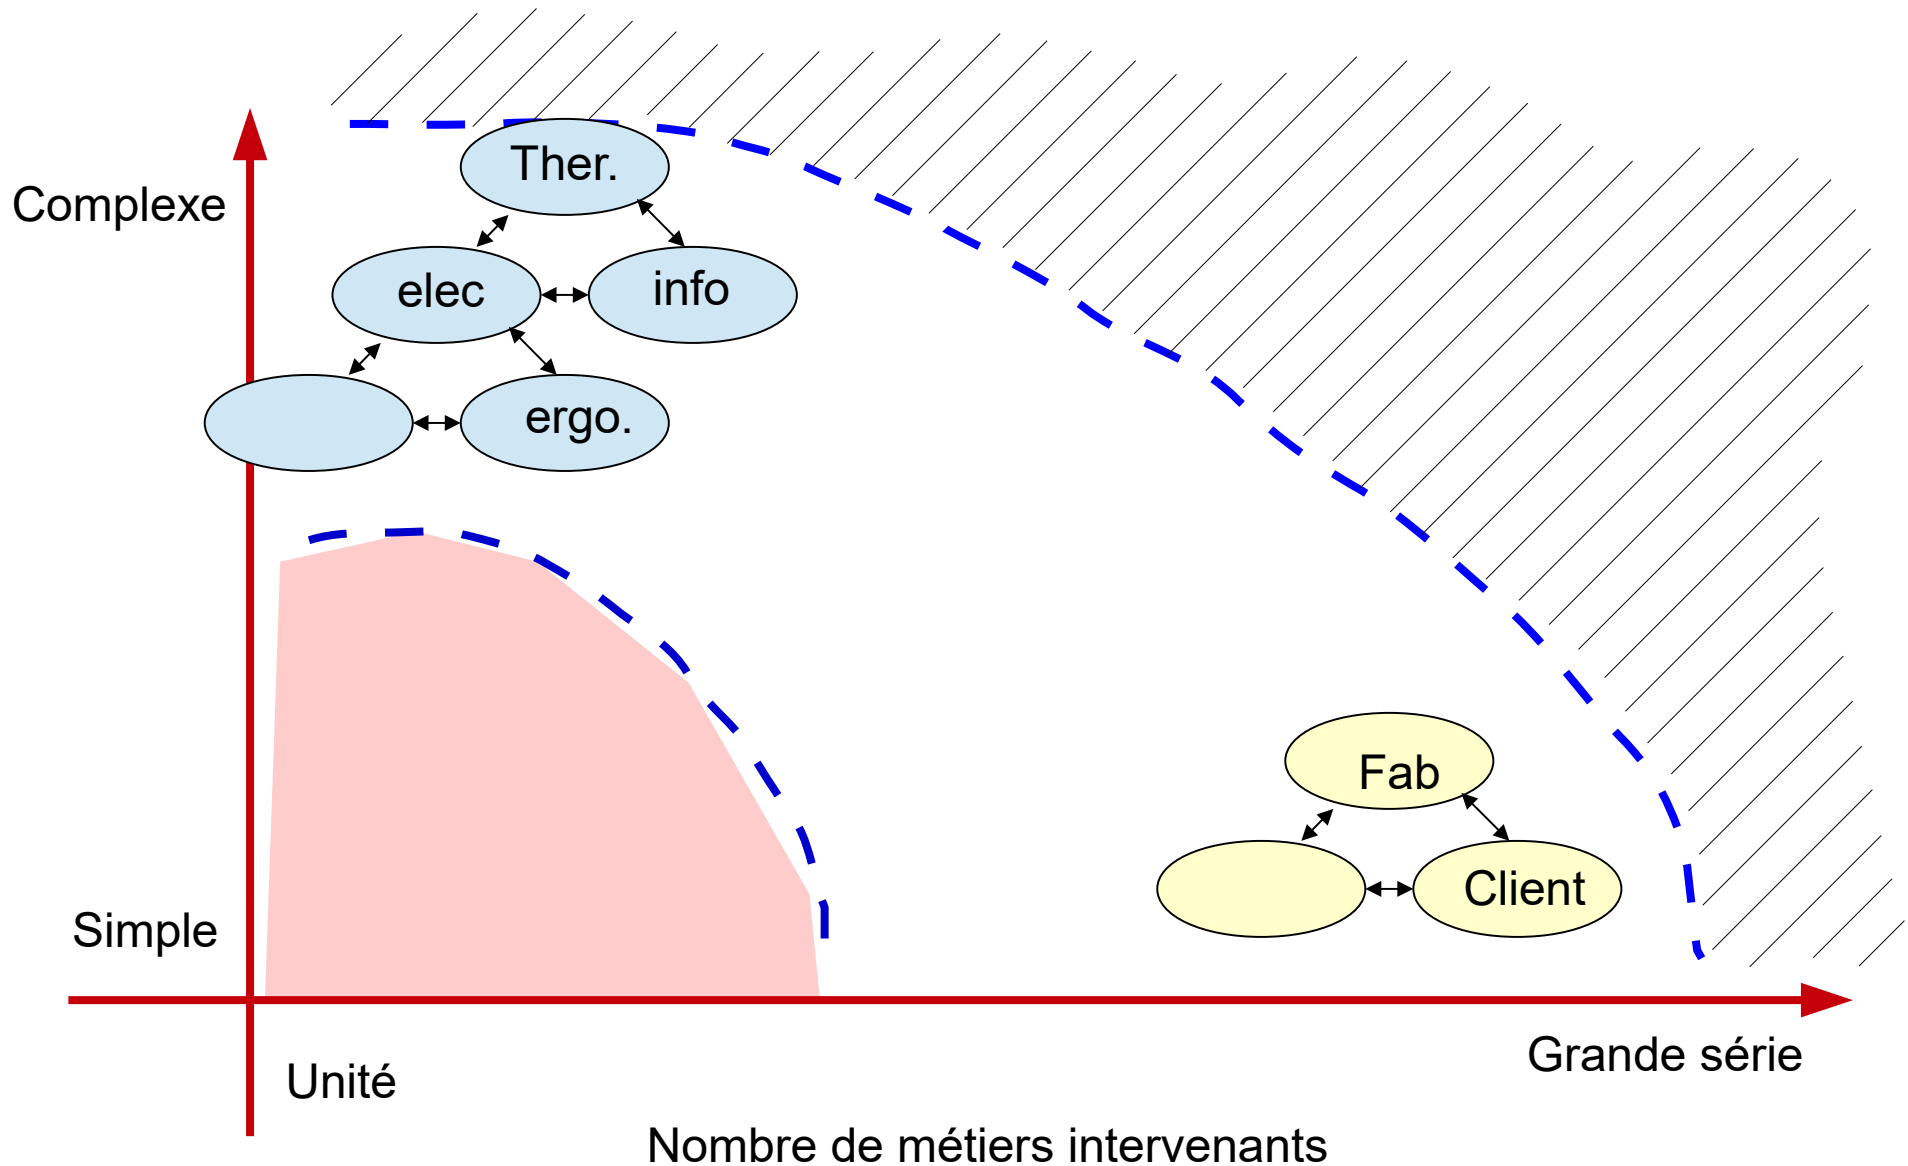 Ther.
Complexe
elec
info
ergo.
Fab
Client
Simple
Grande série
Unité
Nombre de métiers intervenants